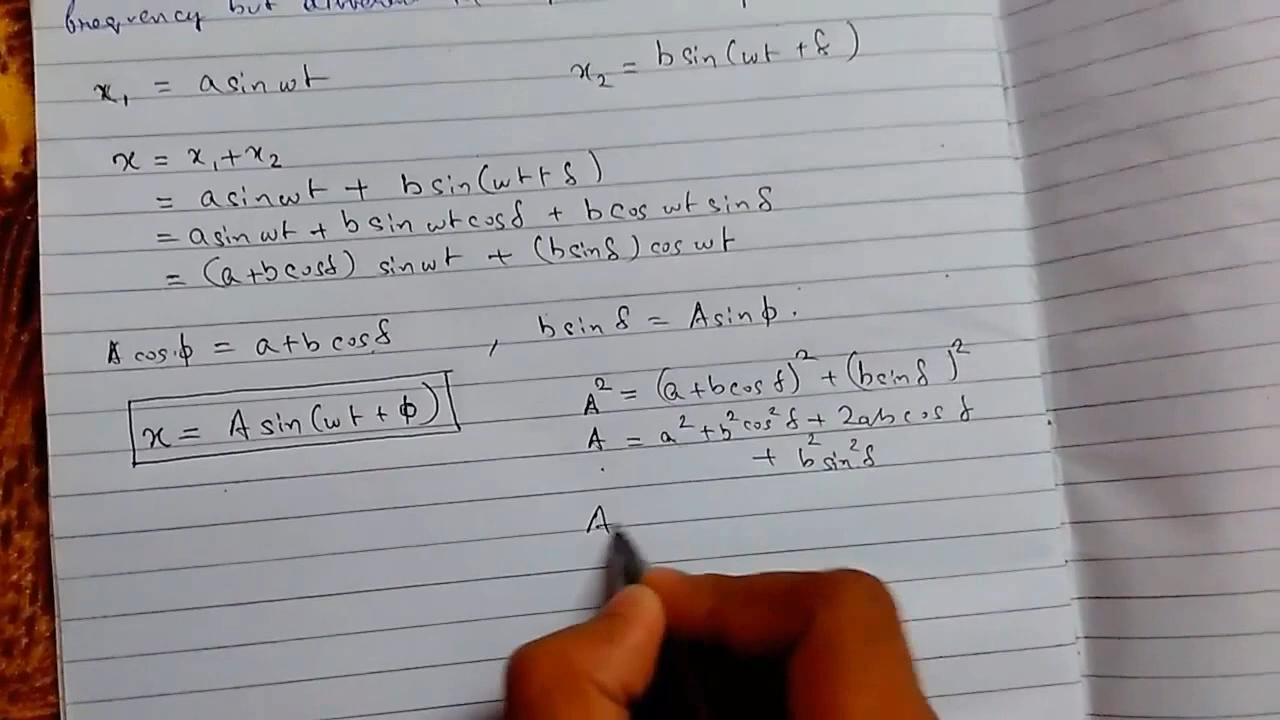 frequency but
x₁ = a sin ωt    x₂ = b sin(ωt + δ)
x = x₁ + x₂
= a sin ωt + b sin(ωt + δ)
= a sin ωt + b sin ωt cos δ + b cos ωt sin δ
= (a + b cos δ) sin ωt + (b sin δ) cos ωt
A cos φ = a + b cos δ , b sin δ = A sin φ .
x = A sin(ωt + φ)
A² = (a + b cos δ)² + (b sin δ)²
A = a² + b² cos² δ + 2ab cos δ
+ b² sin² δ
A